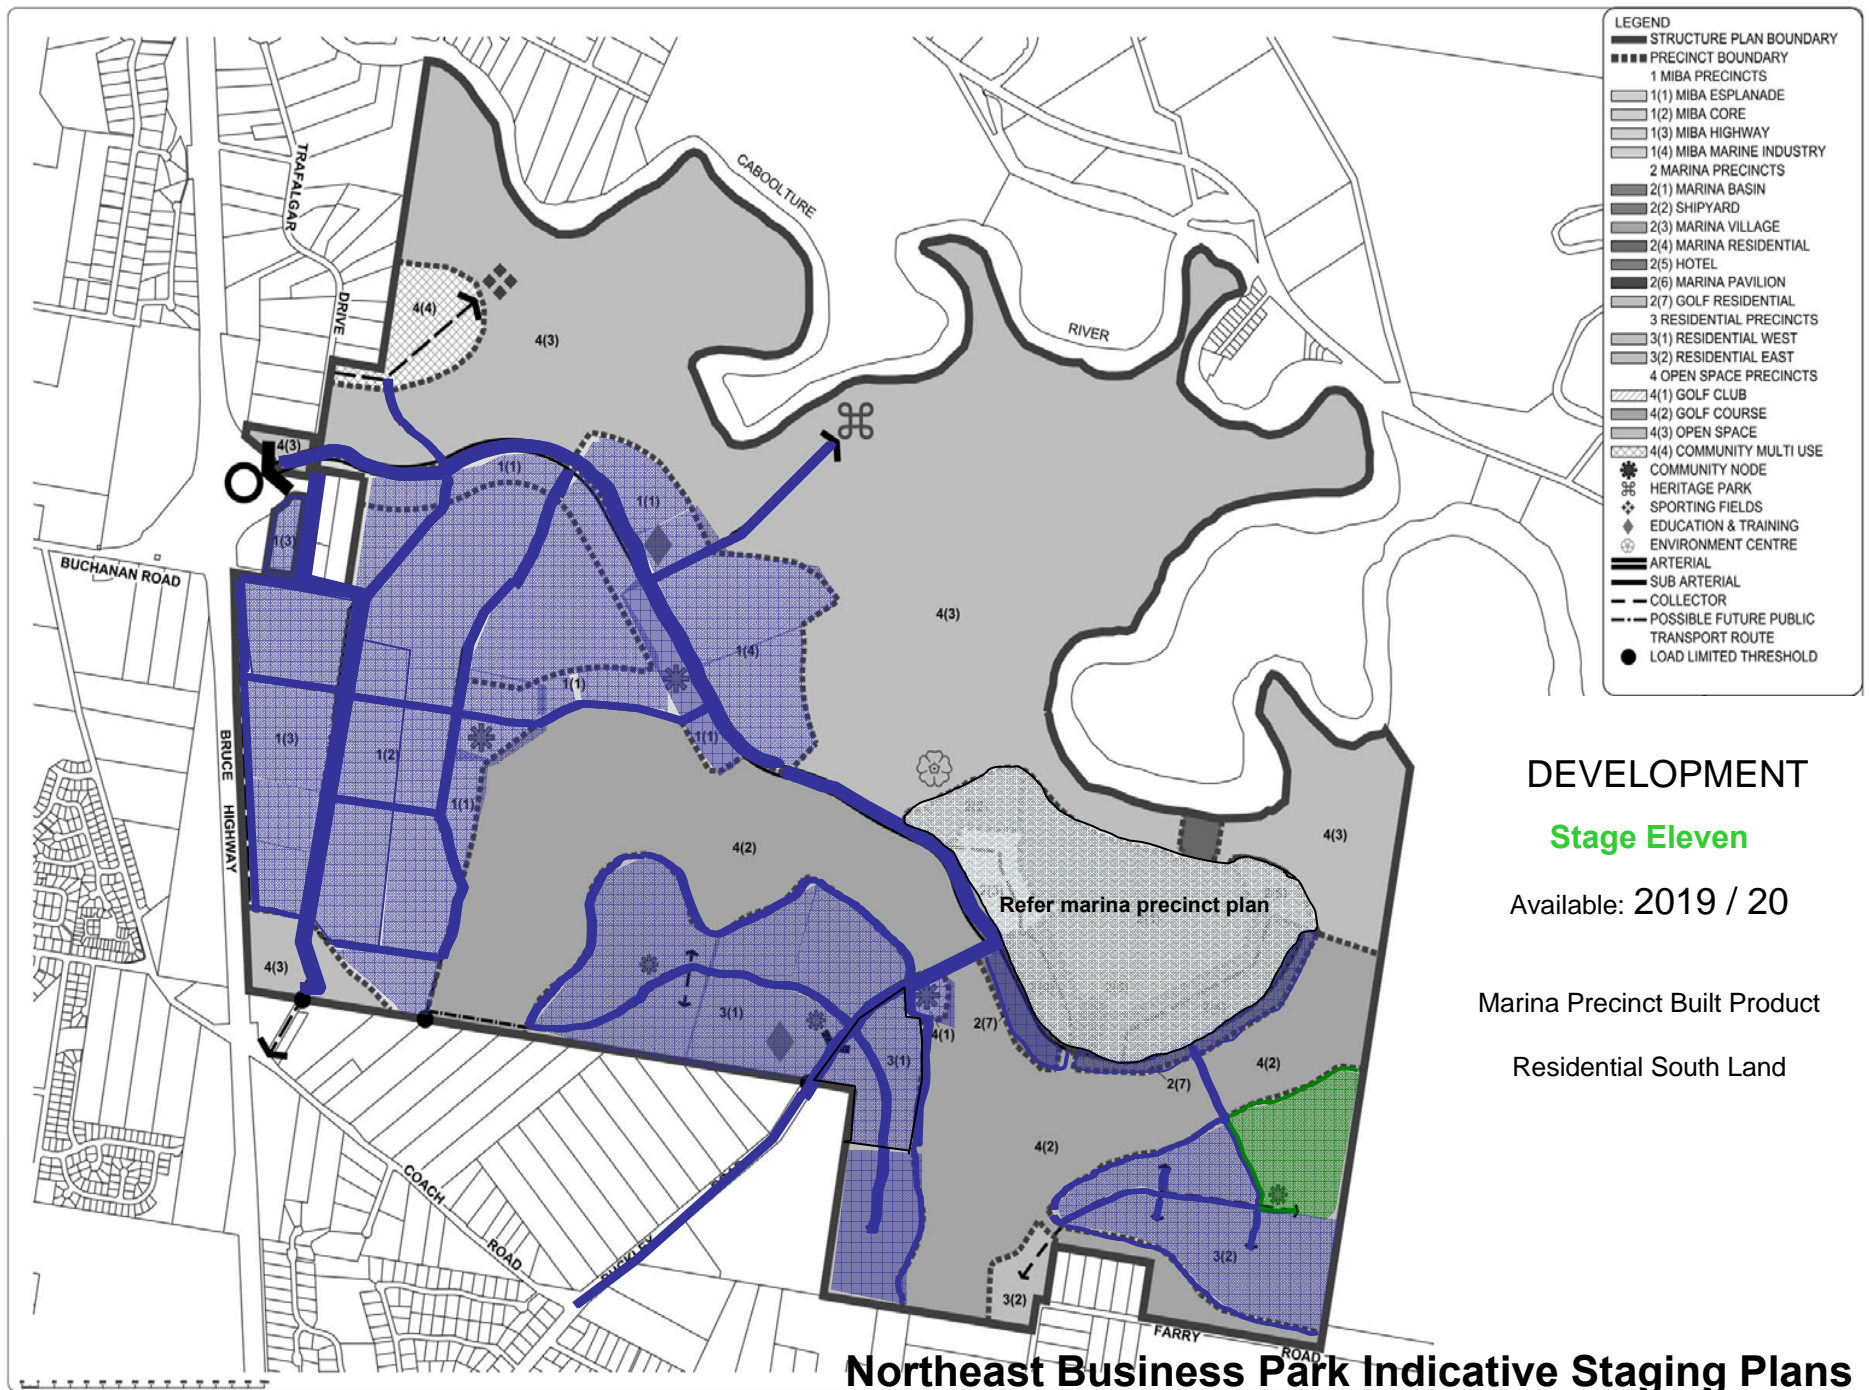 LEGEND
STRUCTURE PLAN BOUNDARY
PRECINCT BOUNDARY
1 MIBA PRECINCTS
1(1) MIBA ESPLANADE
1(2) MIBA CORE
1(3) MIBA HIGHWAY
1(4) MIBA MARINE INDUSTRY
2 MARINA PRECINCTS
2(1) MARINA BASIN
2(2) SHIPYARD
2(3) MARINA VILLAGE
2(4) MARINA RESIDENTIAL
2(5) HOTEL
2(6) MARINA PAVILION
2(7) GOLF RESIDENTIAL
3 RESIDENTIAL PRECINCTS
3(1) RESIDENTIAL WEST
3(2) RESIDENTIAL EAST
4 OPEN SPACE PRECINCTS
4(1) GOLF CLUB
4(2) GOLF COURSE
4(3) OPEN SPACE
4(4) COMMUNITY MULTI USE
COMMUNITY NODE
HERITAGE PARK
SPORTING FIELDS
EDUCATION & TRAINING
ENVIRONMENT CENTRE
ARTERIAL
SUB ARTERIAL
COLLECTOR
POSSIBLE FUTURE PUBLIC
TRANSPORT ROUTE
LOAD LIMITED THRESHOLD
TRAFALGAR
DRIVE
CABOOLTURE
RIVER
4(4)
4(3)
4(3)
1(1)
1(1)
1(3)
BUCHANAN ROAD
4(3)
1(4)
1(1)
1(1)
1(3)
1(2)
1(1)
BRUCE
HIGHWAY
4(2)
4(3)
Refer marina precinct plan
4(3)
3(1)
3(1)
4(1)
2(7)
2(7)
4(2)
4(2)
3(2)
3(2)
COACH
ROAD
FARRY
ROAD
DEVELOPMENT
Stage Eleven
Available: 2019 / 20
Marina Precinct Built Product
Residential South Land
Northeast Business Park Indicative Staging Plans